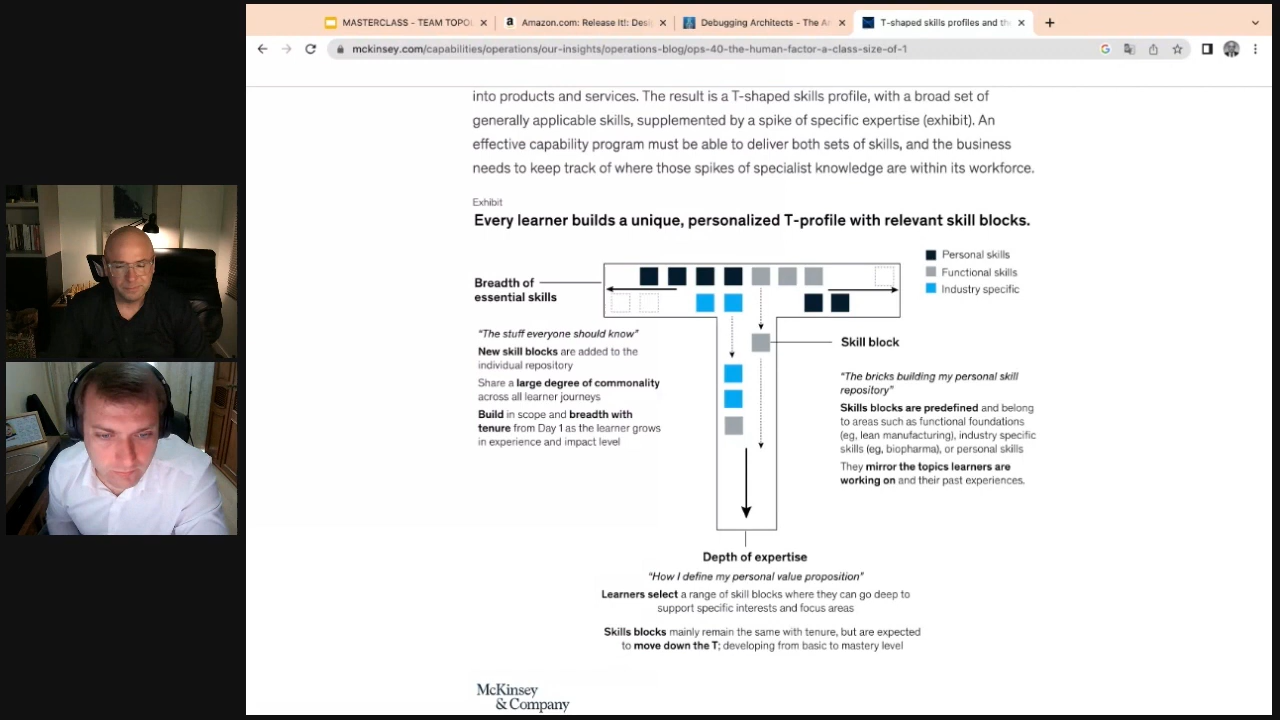 MASTERCLASS - TEAM TOPOL
Amazon.com: Release It!: Desi
Debugging Architects - The A
T-shaped skills profiles and th
mckinsey.com/capabilities/operations/our-insights/operations-blog/ops-40-the-human-factor-a-class-size-of-1
into products and services. The result is a T-shaped skills profile, with a broad set of
generally applicable skills, supplemented by a spike of specific expertise (exhibit). An
effective capability program must be able to deliver both sets of skills, and the business
needs to keep track of where those spikes of specialist knowledge are within its workforce.
Exhibit
Every learner builds a unique, personalized T-profile with relevant skill blocks.
Personal skills
Functional skills
Industry specific
Breadth of
essential skills
"The stuff everyone should know"
New skill blocks are added to the
individual repository
Share a large degree of commonality
across all learner journeys
Build in scope and breadth with
tenure from Day 1 as the learner grows
in experience and impact level
Skill block
"The bricks building my personal skill
repository"
Skills blocks are predefined and belong
to areas such as functional foundations
(eg, lean manufacturing), industry specific
skills (eg, biopharma), or personal skills
They mirror the topics learners are
working on and their past experiences.
Depth of expertise
"How I define my personal value proposition"
Learners select a range of skill blocks where they can go deep to
support specific interests and focus areas
Skills blocks mainly remain the same with tenure, but are expected
to move down the T; developing from basic to mastery level
McKinsey
& Company